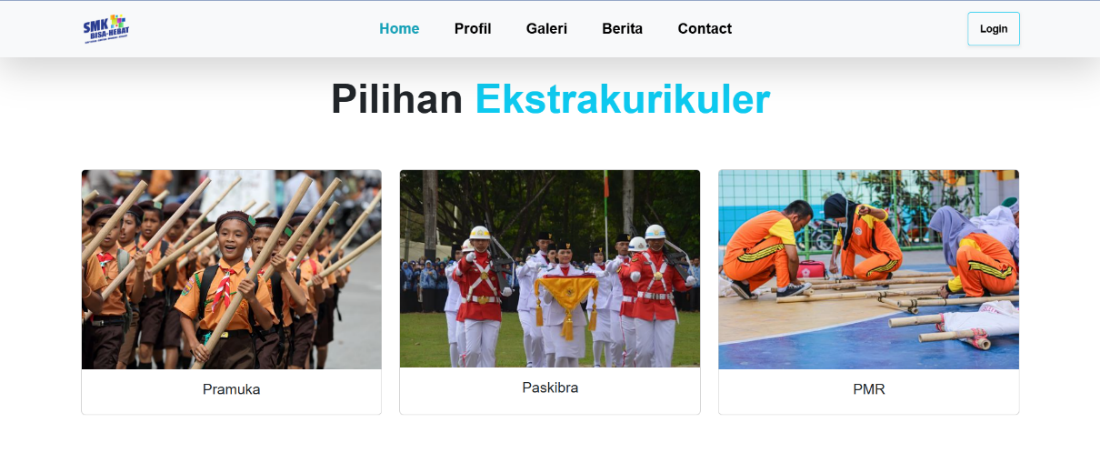 SMK
BISA-HEBAT
Home Profil Galeri Berita Contact Login
Pilihan Ekstrakurikuler
Pramuka Paskibra PMR